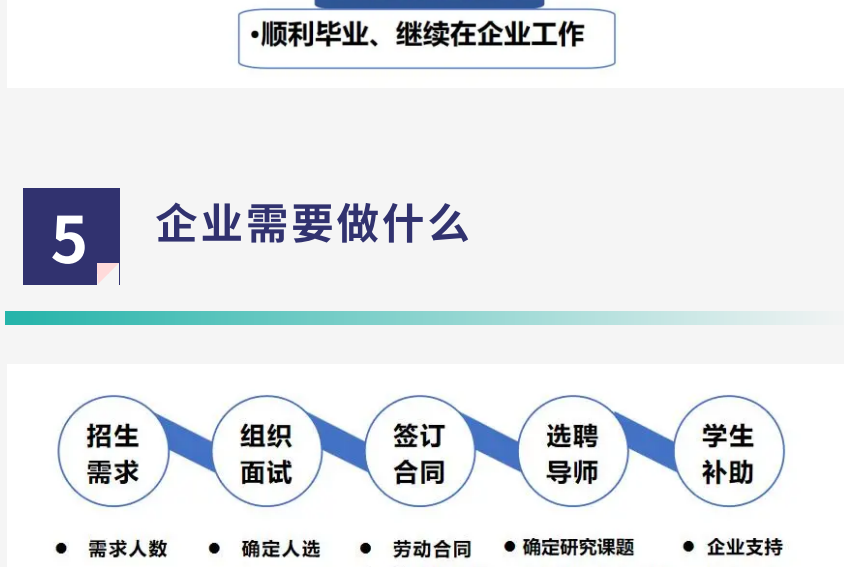 •顺利毕业、继续在企业工作
5
企业需要做什么
招生
需求
组织
面试
签订
合同
选聘
导师
学生
补助
● 需求人数
● 确定人选
● 劳动合同
● 确定研究课题
● 企业支持